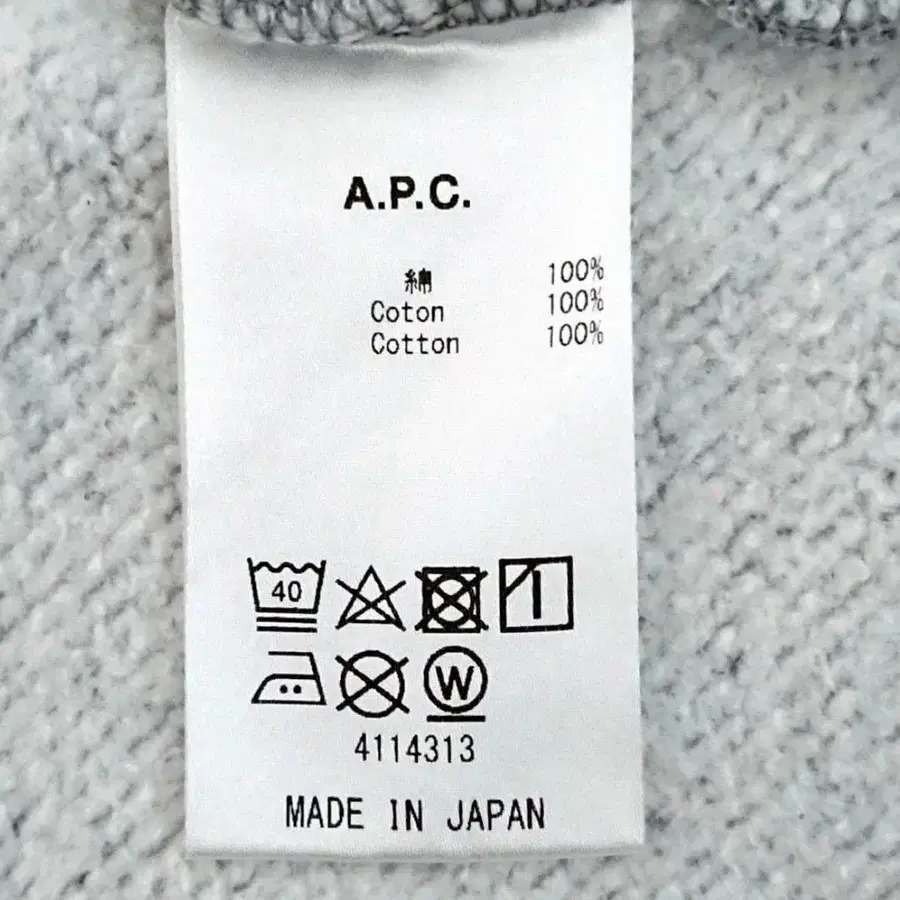 A.P.C.
綿 100%
Coton 100%
Cotton 100%
40
W
4114313
MADE IN JAPAN